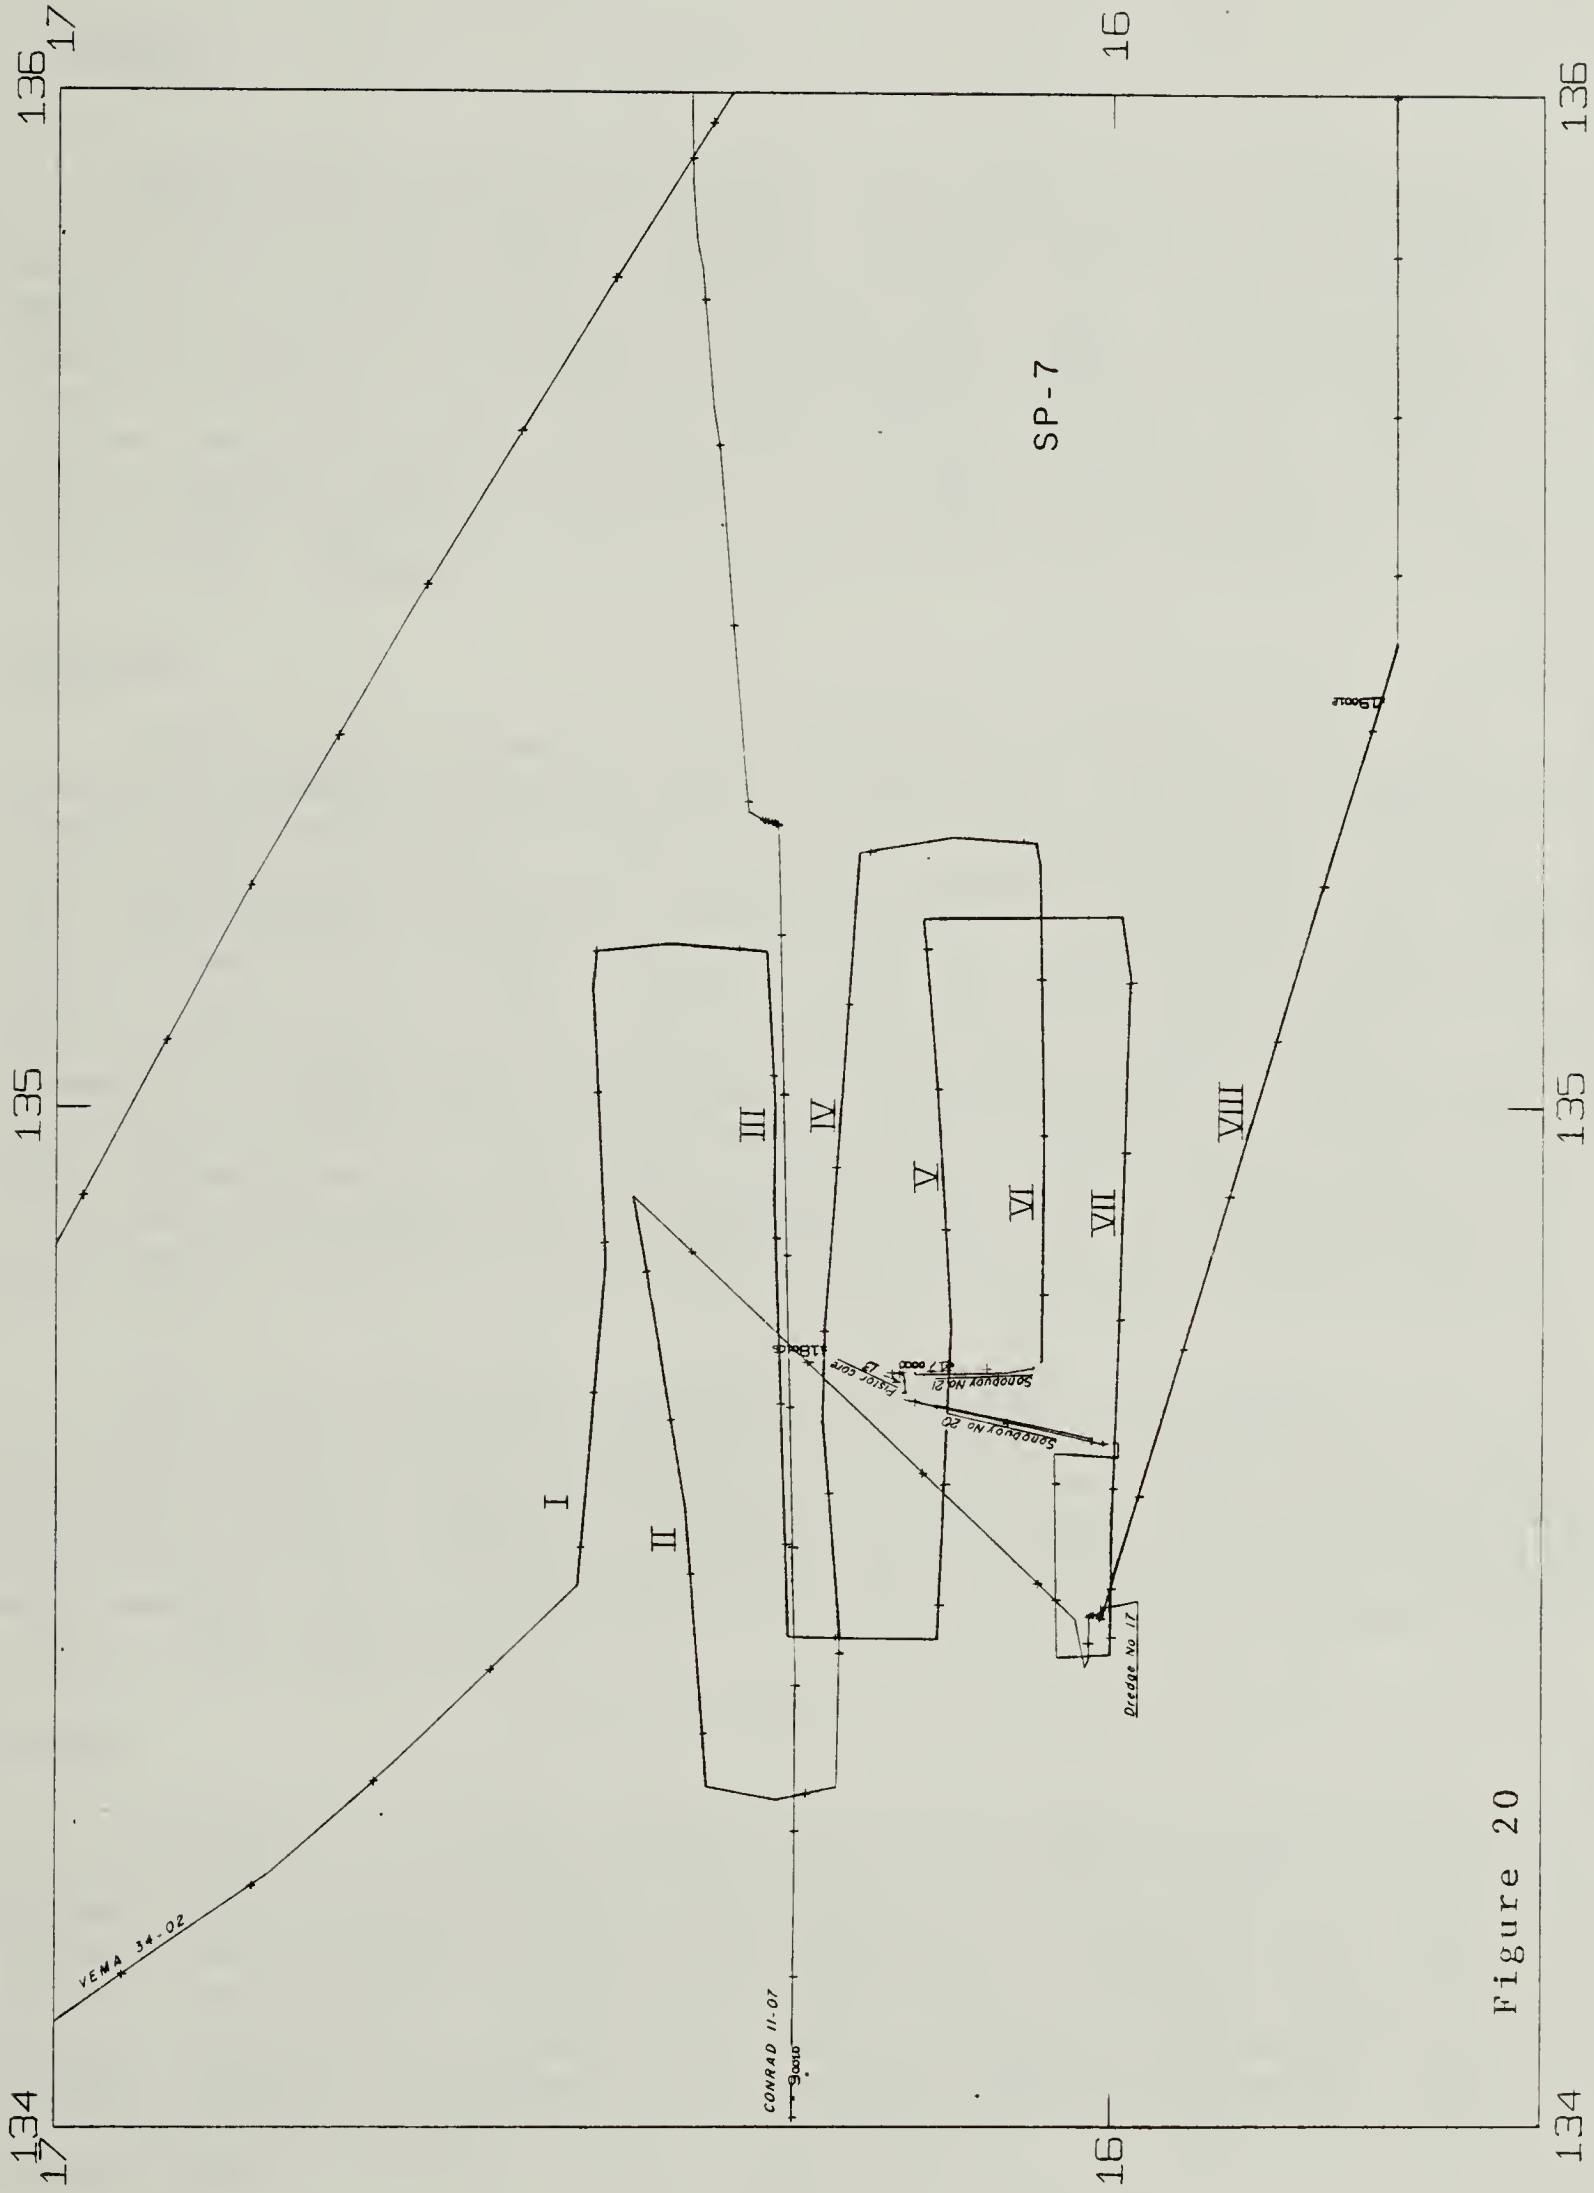 134
135
136
17
17
VEMA 34-02
I
II
III
CONRAD 11-07
IV
V
Piston core
13
Sonobuoy No 21
Sonobuoy No 20
VI
VII
SP-7
16
16
Dredge No 17
VIII
Figure 20
134
135
136